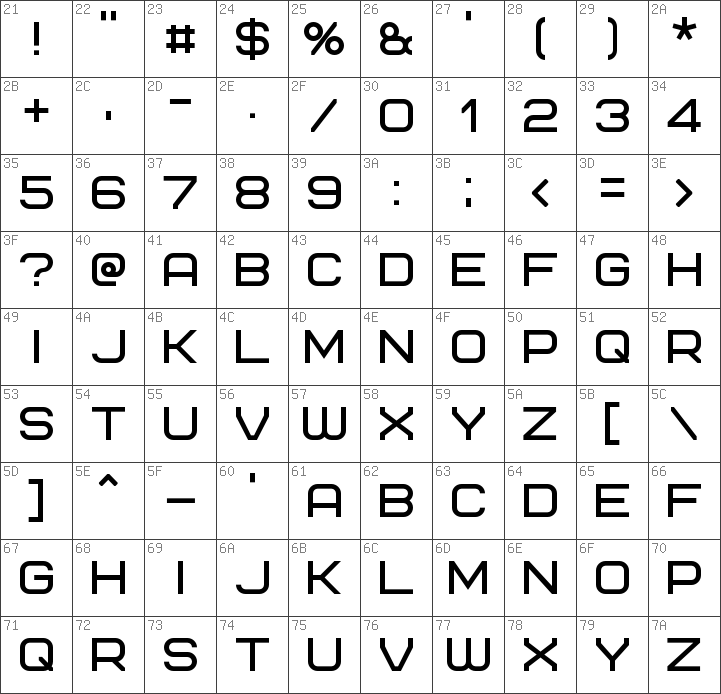 21 22 23 24 25 26 27 28 29 2A
! " # $ % & ' ( ) *
2B 2C 2D 2E 2F 30 31 32 33 34
+ , - . / 0 1 2 3 4
35 36 37 38 39 3A 3B 3C 3D 3E
5 6 7 8 9 : ; < = >
3F 40 41 42 43 44 45 46 47 48
? @ A B C D E F G H
49 4A 4B 4C 4D 4E 4F 50 51 52
I J K L M N O P Q R
53 54 55 56 57 58 59 5A 5B 5C
S T U V W X Y Z [ \
5D 5E 5F 60 61 62 63 64 65 66
] ^ _ ' A B C D E F
67 68 69 6A 6B 6C 6D 6E 6F 70
G H I J K L M N O P
71 72 73 74 75 76 77 78 79 7A
Q R S T U V W X Y Z